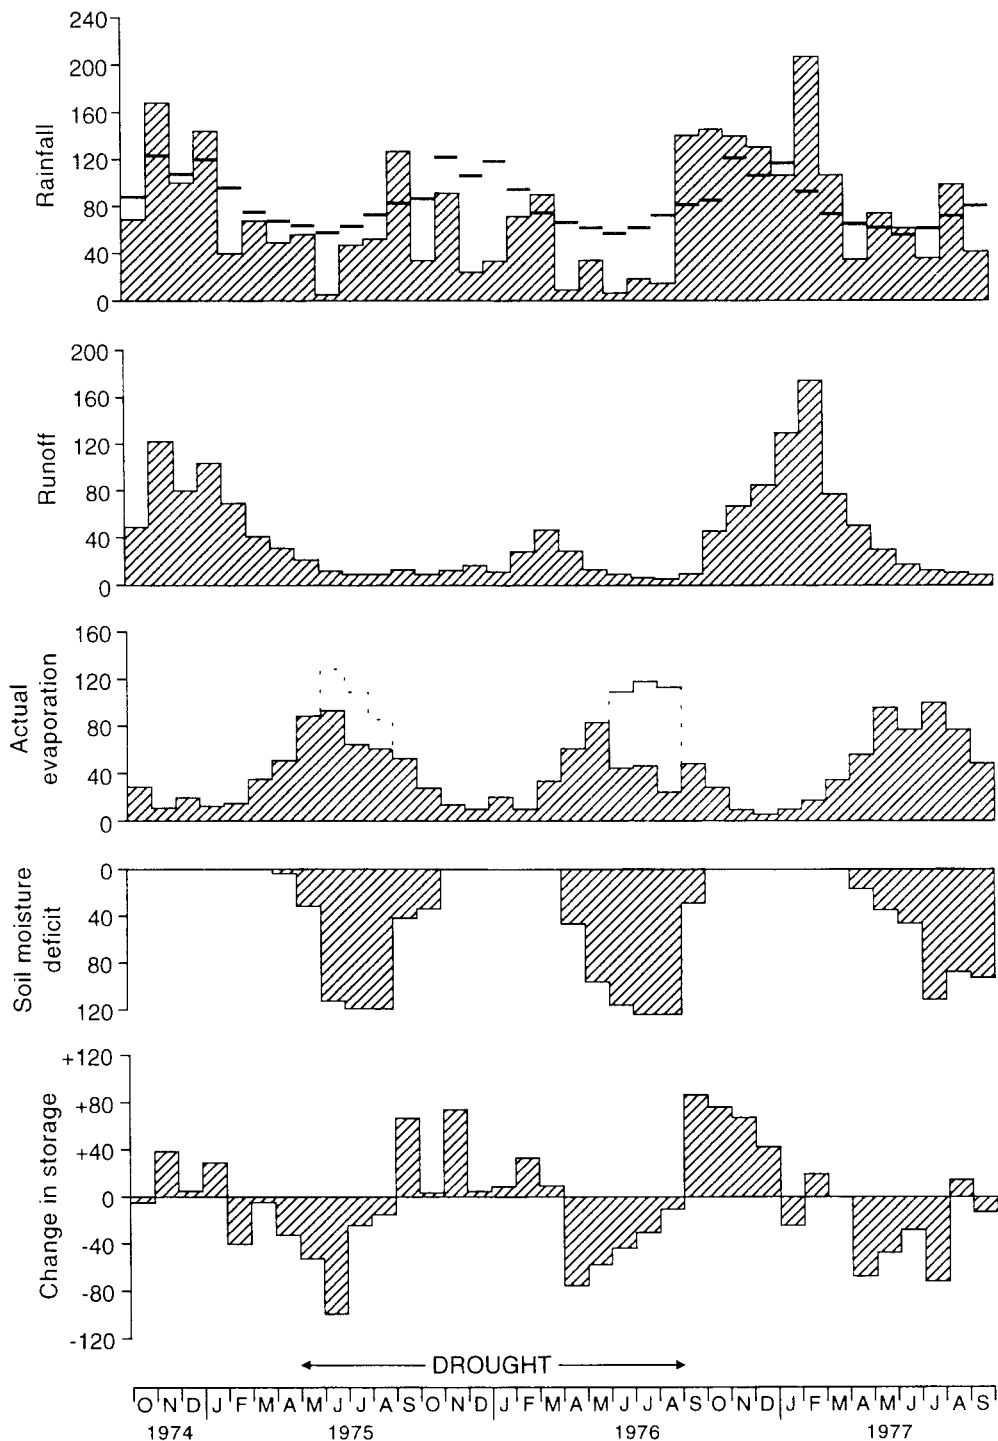 240
200
160
120
80
40
0
Rainfall
200
160
120
80
40
0
Runoff
160
120
80
40
0
Actual
evaporation
0
40
80
120
Soil moisture
deficit
+120
+80
+40
0
-40
-80
-120
Change in storage
DROUGHT
O N D J F M A M J J A S O N D J F M A M J J A S O N D J F M A M J J A S
1974 1975 1976 1977